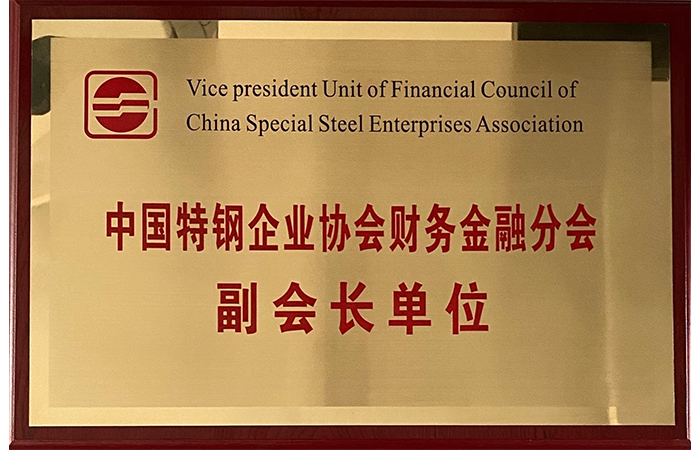 Vice president Unit of Financial Council of
China Special Steel Enterprises Association
中国特钢企业协会财务金融分会
副会长单位